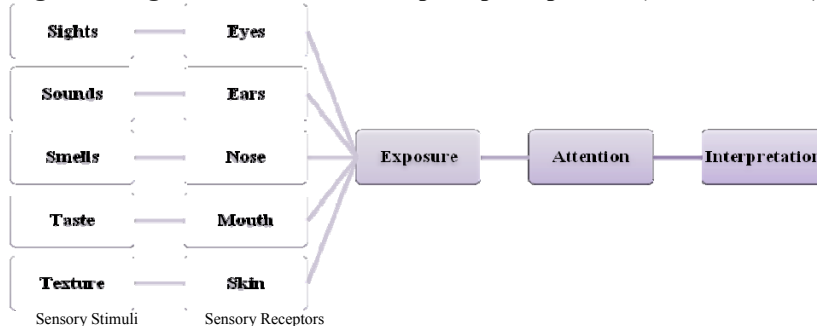 Sights Eyes
Sounds Ears
Smells Nose
Exposure Attention Interpretation
Taste Mouth
Texture Skin
Sensory Stimuli Sensory Receptors